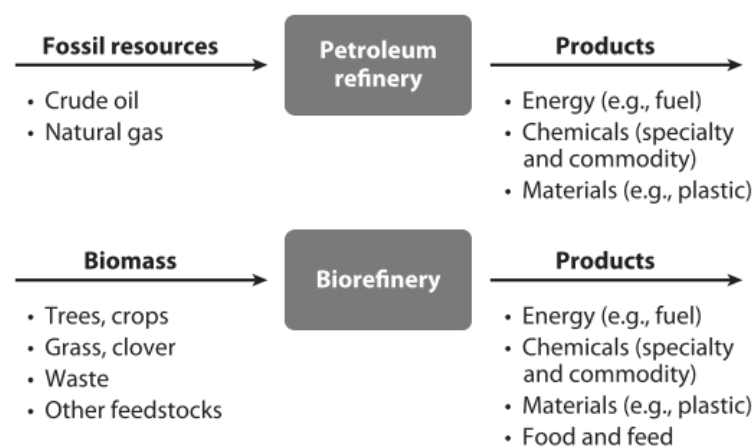 Fossil resources
• Crude oil
• Natural gas
Petroleum
refinery
Products
• Energy (e.g., fuel)
• Chemicals (specialty
and commodity)
• Materials (e.g., plastic)
Biomass
• Trees, crops
• Grass, clover
• Waste
• Other feedstocks
Biorefinery
Products
• Energy (e.g., fuel)
• Chemicals (specialty
and commodity)
• Materials (e.g., plastic)
• Food and feed